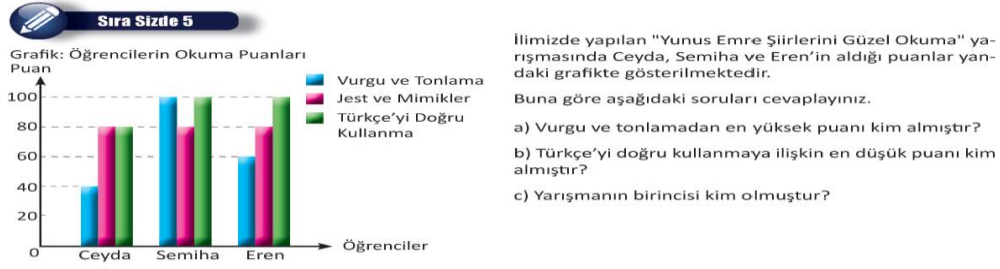 Sıra Sizde 5
Grafik: Öğrencilerin Okuma Puanları
Puan
Vurgu ve Tonlama
Jest ve Mimikler
Türkçe’yi Doğru
Kullanma
100
80
60
40
20
0
Ceyda Semiha Eren
Öğrenciler
İlimizde yapılan "Yunus Emre Şiirlerini Güzel Okuma" ya-
rışmasında Ceyda, Semiha ve Eren’in aldığı puanlar yan-
daki grafikte gösterilmektedir.
Buna göre aşağıdaki soruları cevaplayınız.
a) Vurgu ve tonlamadan en yüksek puanı kim almıştır?
b) Türkçe’yi doğru kullanmaya ilişkin en düşük puanı kim
almıştır?
c) Yarışmanın birincisi kim olmuştur?